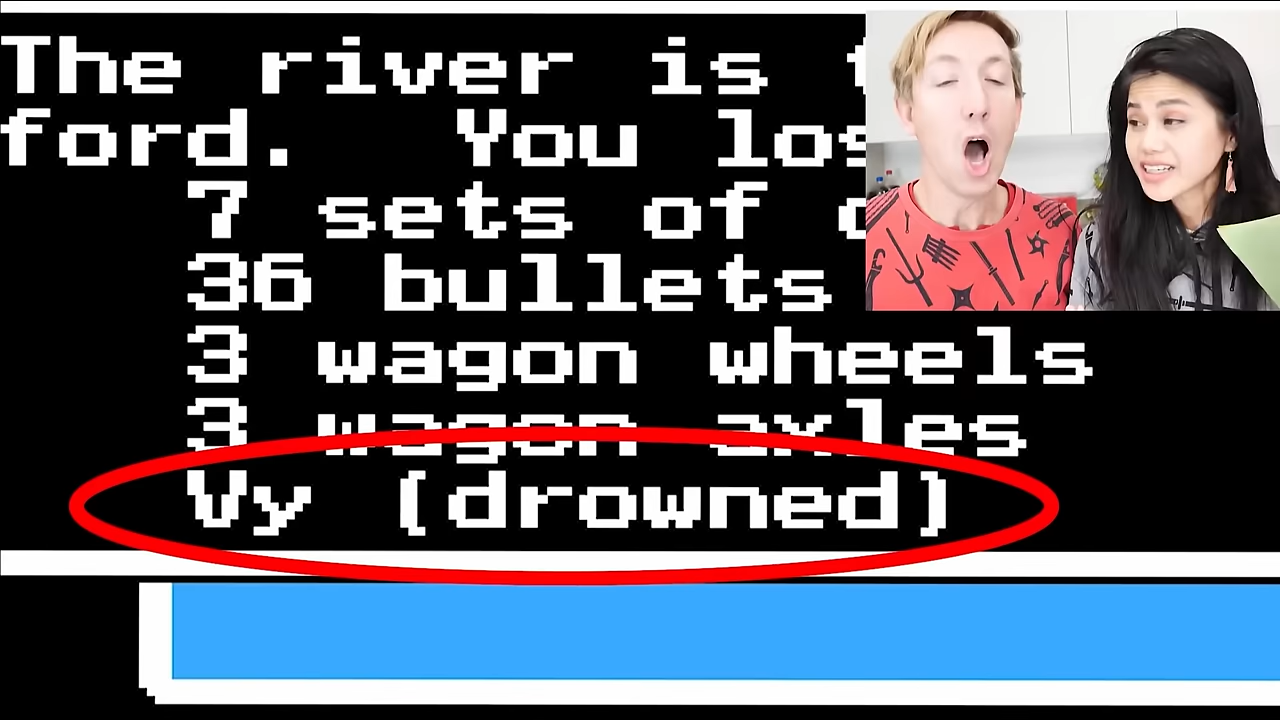 The river is
ford. You los
7 sets of
36 bullets
3 wagon wheels
3 wagon axles
Vy (drowned)